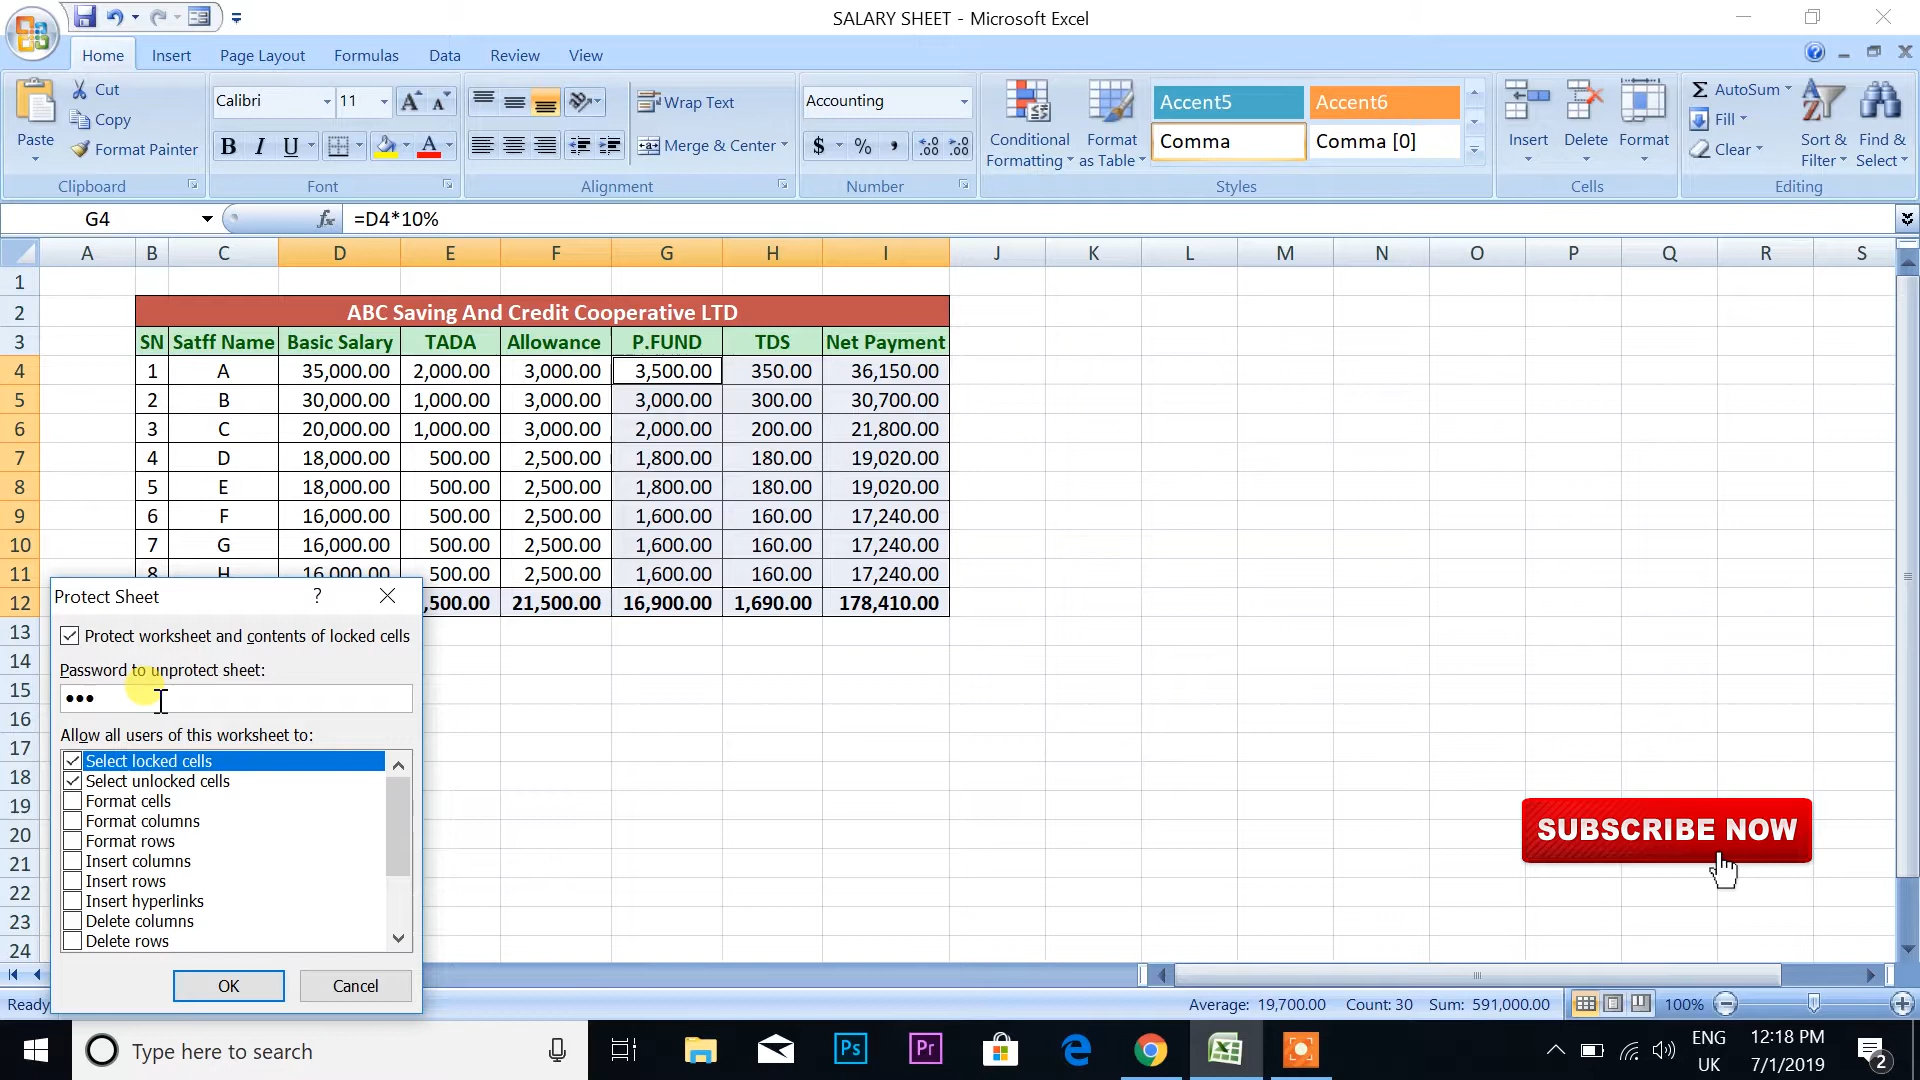 SALARY SHEET - Microsoft Excel
Home Insert Page Layout Formulas Data Review View
Paste
Cut
Copy
Format Painter
Clipboard
Calibri 11
B I U
Font
Wrap Text
Merge & Center
Alignment
Accounting
$ % ,
Number
Conditional Formatting
Format as Table
Accent5 Accent6
Comma Comma [0]
Styles
Insert Delete Format
Cells
AutoSum
Fill
Clear
Sort & Filter
Find & Select
Editing
G4 fx =D4*10%
A B C D E F G H I J K L M N O P Q R S
1
2 ABC Saving And Credit Cooperative LTD
3 SN Satff Name Basic Salary TADA Allowance P.FUND TDS Net Payment
4 1 A 35,000.00 2,000.00 3,000.00 3,500.00 350.00 36,150.00
5 2 B 30,000.00 1,000.00 3,000.00 3,000.00 300.00 30,700.00
6 3 C 20,000.00 1,000.00 3,000.00 2,000.00 200.00 21,800.00
7 4 D 18,000.00 500.00 2,500.00 1,800.00 180.00 19,020.00
8 5 E 18,000.00 500.00 2,500.00 1,800.00 180.00 19,020.00
9 6 F 16,000.00 500.00 2,500.00 1,600.00 160.00 17,240.00
10 7 G 16,000.00 500.00 2,500.00 1,600.00 160.00 17,240.00
11 8 H 16,000.00 500.00 2,500.00 1,600.00 160.00 17,240.00
12 ,500.00 21,500.00 16,900.00 1,690.00 178,410.00
13
14
15
16
17
18
19
20
21
22
23
24
Protect Sheet ?
Protect worksheet and contents of locked cells
Password to unprotect sheet:
•••
Allow all users of this worksheet to:
Select locked cells
Select unlocked cells
Format cells
Format columns
Format rows
Insert columns
Insert rows
Insert hyperlinks
Delete columns
Delete rows
OK Cancel
SUBSCRIBE NOW
Ready Average: 19,700.00 Count: 30 Sum: 591,000.00 100%
Type here to search
Ps Pr
ENG
UK
12:18 PM
7/1/2019
2